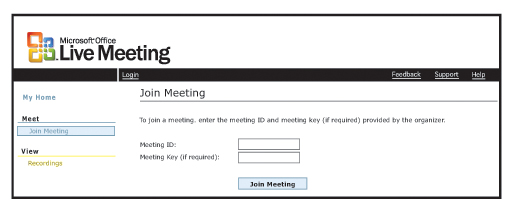 Microsoft Office
Live Meeting
Login
Feedback Support Help
My Home
Meet
Join Meeting
View
Recordings
Join Meeting
To join a meeting, enter the meeting ID and meeting key (if required) provided by the organizer.
Meeting ID:
Meeting Key (if required):
Join Meeting